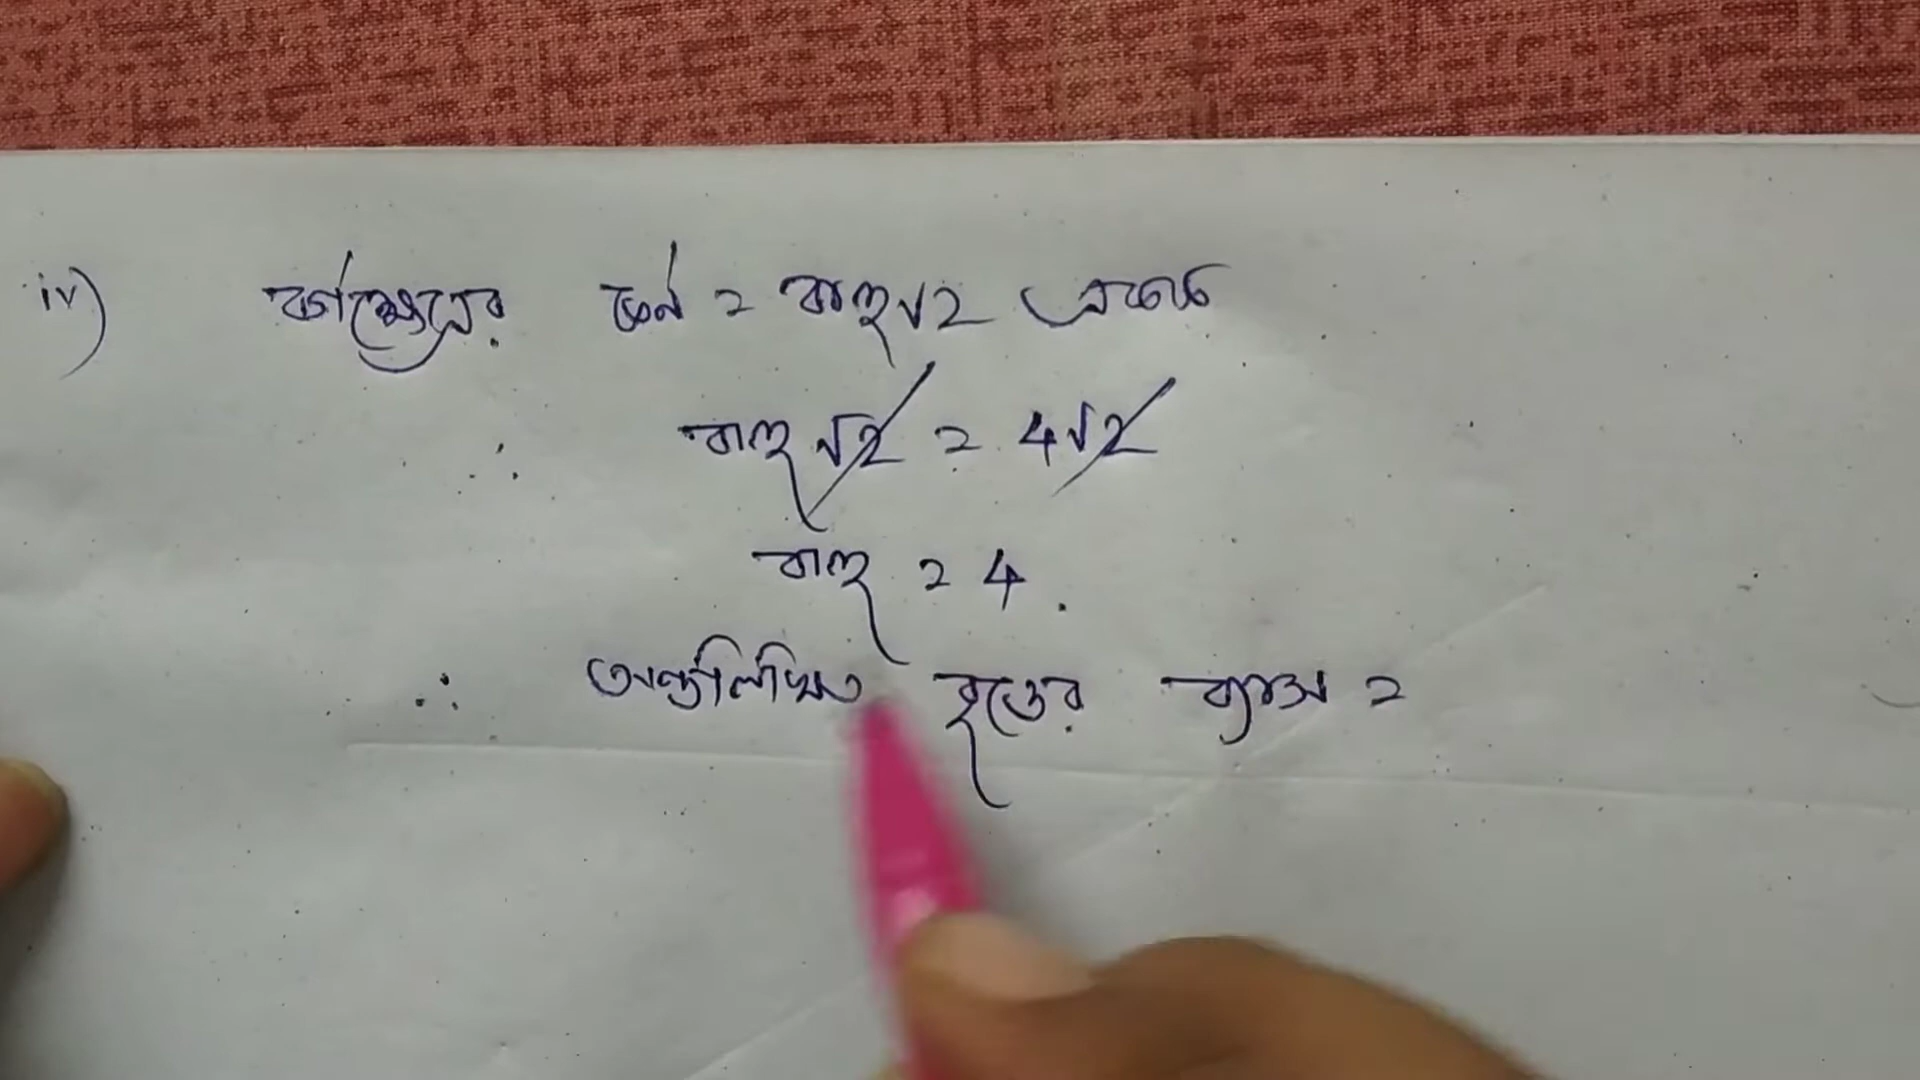 iv) বর্গক্ষেত্রের কর্ণ = বাহু√2 একক
বাহু√2 = 4√2
বাহু = 4
∴ অন্তর্লিখিত বৃত্তের ব্যাস =